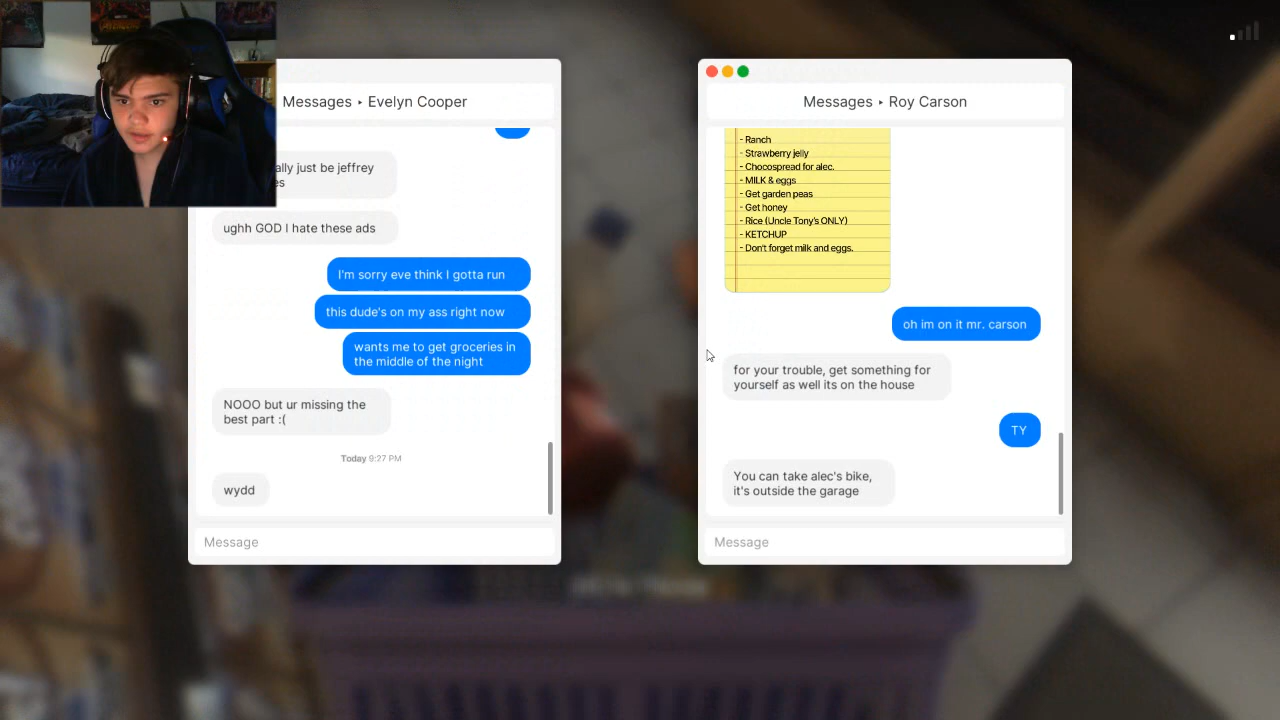 Messages ‣ Evelyn Cooper
ally just be jeffrey
es
ughh GOD I hate these ads
I'm sorry eve think I gotta run
this dude's on my ass right now
wants me to get groceries in
the middle of the night
NOOO but ur missing the
best part :(
Today 9:27 PM
wydd
Message
Messages ‣ Roy Carson
- Ranch
- Strawberry jelly
- Chocospread for alec.
- MILK & eggs
- Get garden peas
- Get honey
- Rice (Uncle Tony's ONLY)
- KETCHUP
- Don't forget milk and eggs.
oh im on it mr. carson
for your trouble, get something for
yourself as well its on the house
TY
You can take alec's bike,
it's outside the garage
Message